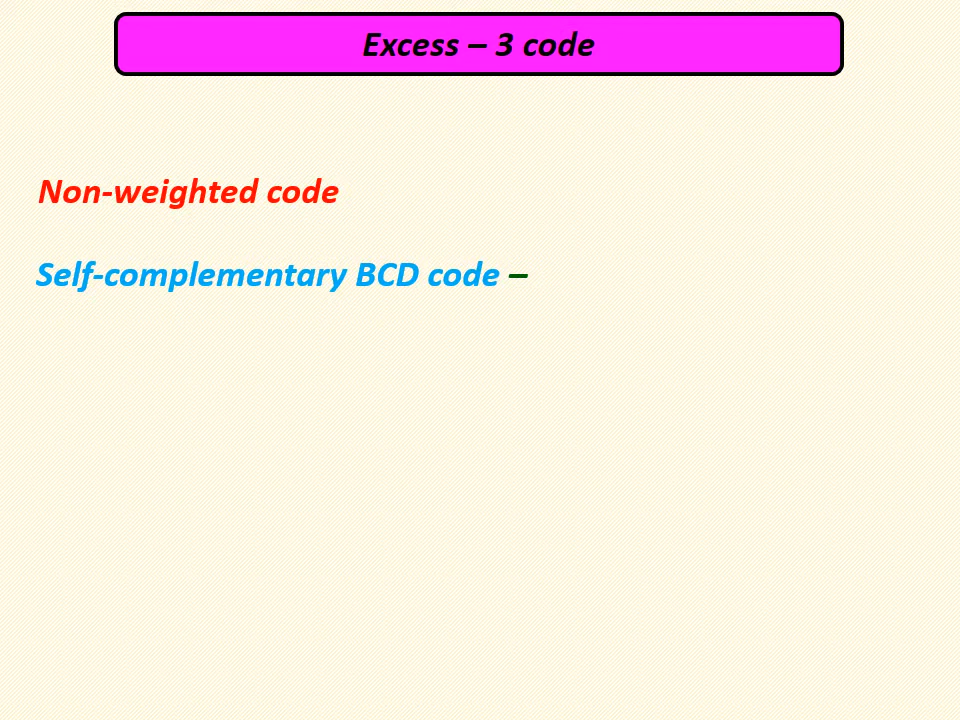 Excess – 3 code
Non-weighted code
Self-complementary BCD code –